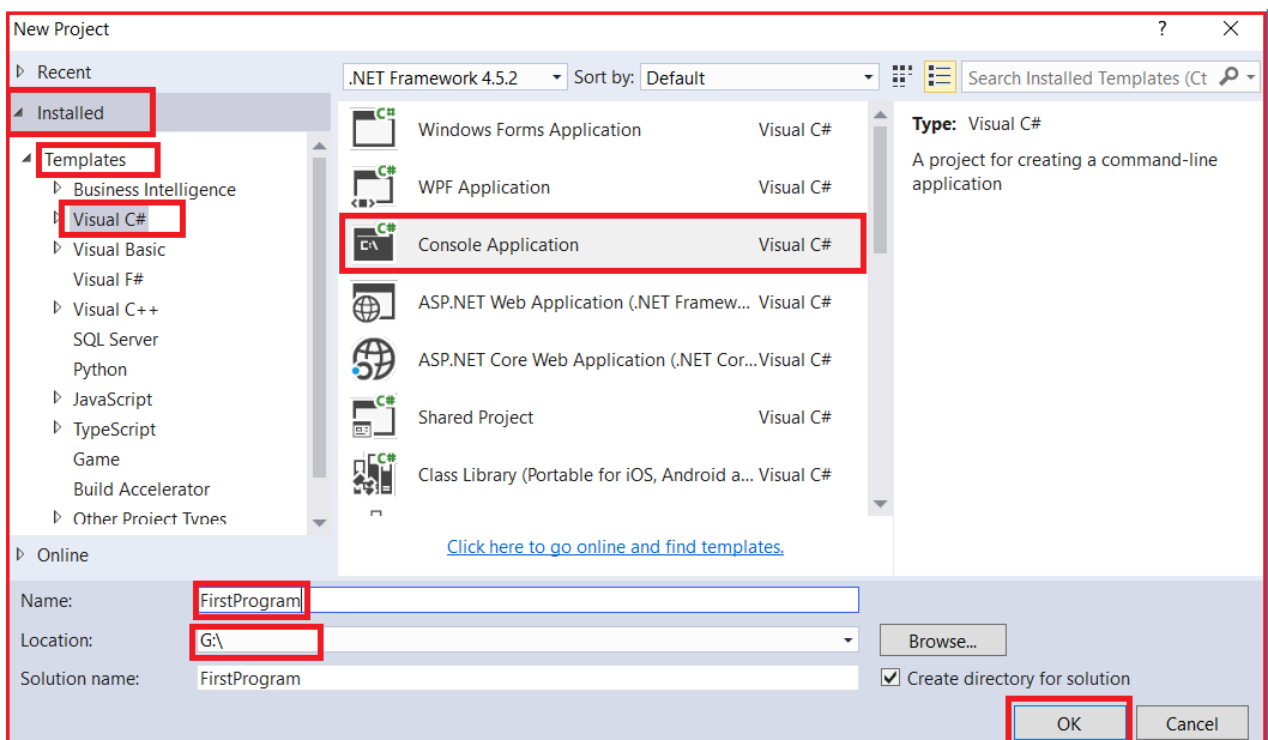 New Project
?
Recent
.NET Framework 4.5.2
Sort by:
Default
Search Installed Templates (Ct
Installed
Templates
Business Intelligence
Visual C#
Visual Basic
Visual F#
Visual C++
SQL Server
Python
JavaScript
TypeScript
Game
Build Accelerator
Other Project Types
Online
C#
Windows Forms Application Visual C#
C#
WPF Application Visual C#
C#
C:\
Console Application Visual C#
ASP.NET Web Application (.NET Framew... Visual C#
ASP.NET Core Web Application (.NET Cor... Visual C#
C#
Shared Project Visual C#
C#
Class Library (Portable for iOS, Android a... Visual C#
Click here to go online and find templates.
Type: Visual C#
A project for creating a command-line
application
Name: FirstProgram
Location: G:\
Browse...
Solution name: FirstProgram
Create directory for solution
OK
Cancel